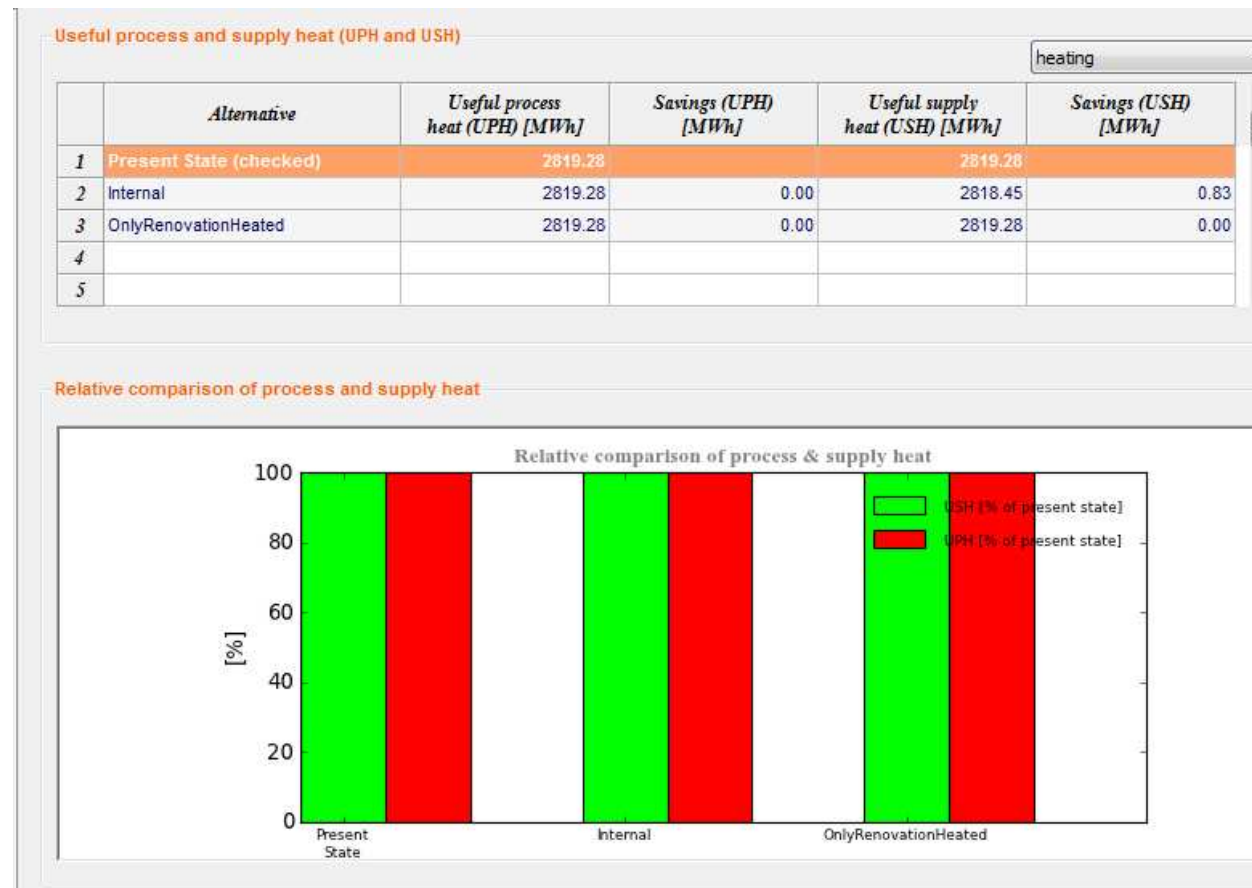 Useful process and supply heat (UPH and USH)
heating
Alternative Useful process heat (UPH) [MWh] Savings (UPH) [MWh] Useful supply heat (USH) [MWh] Savings (USH) [MWh]
1 Present State (checked) 2819.28 2819.28
2 Internal 2819.28 0.00 2818.45 0.83
3 OnlyRenovationHeated 2819.28 0.00 2819.28 0.00
4
5
Relative comparison of process and supply heat
Relative comparison of process & supply heat
100
80
60
40
20
0
[%]
USH [% of present state]
UPH [% of present state]
Present
State
Internal
OnlyRenovationHeated